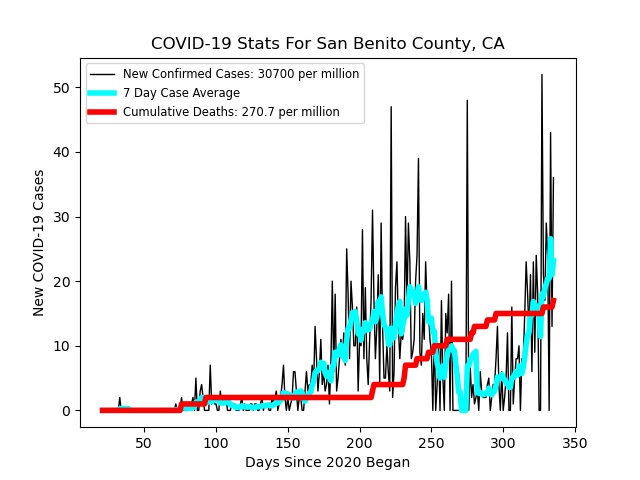 COVID-19 Stats For San Benito County, CA
New Confirmed Cases: 30700 per million
7 Day Case Average
Cumulative Deaths: 270.7 per million
New COVID-19 Cases
50
40
30
20
10
0
50 100 150 200 250 300 350
Days Since 2020 Began